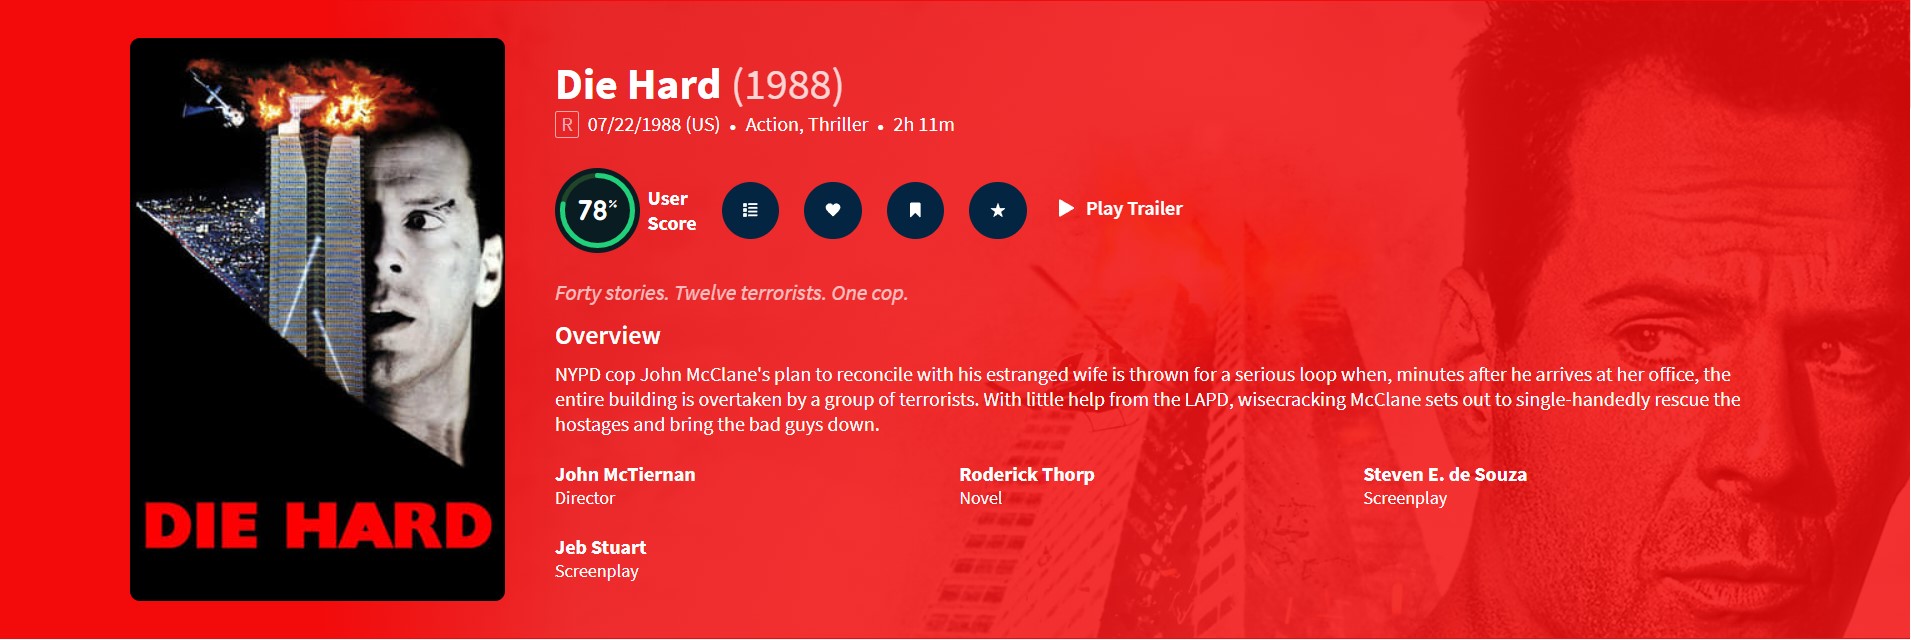 DIE HARD
Die Hard (1988)
R 07/22/1988 (US) • Action, Thriller • 2h 11m
78%
User
Score
Play Trailer
Forty stories. Twelve terrorists. One cop.
Overview
NYPD cop John McClane's plan to reconcile with his estranged wife is thrown for a serious loop when, minutes after he arrives at her office, the
entire building is overtaken by a group of terrorists. With little help from the LAPD, wisecracking McClane sets out to single-handedly rescue the
hostages and bring the bad guys down.
John McTiernan
Director
Roderick Thorp
Novel
Steven E. de Souza
Screenplay
Jeb Stuart
Screenplay